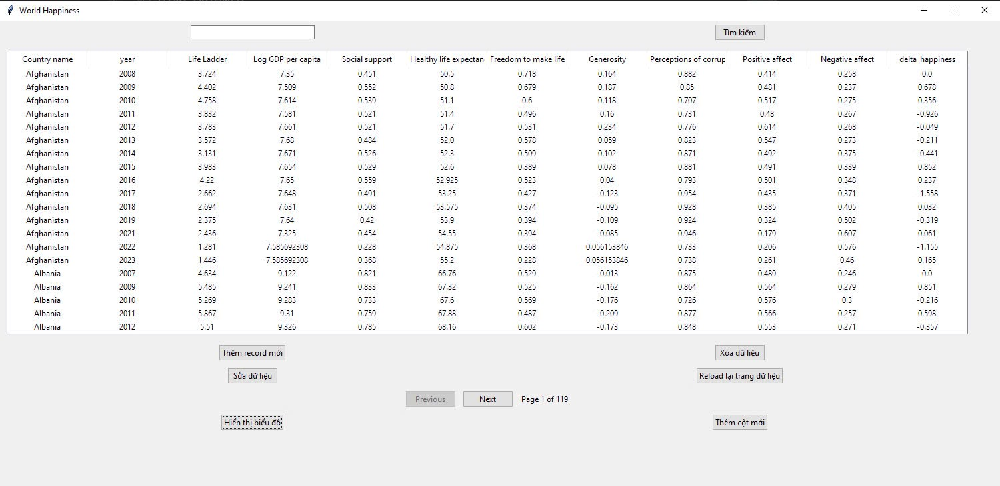 World Happiness
Tìm kiếm
Country name year Life Ladder Log GDP per capita Social support Healthy life expectan Freedom to make life Generosity Perceptions of corrup Positive affect Negative affect delta_happiness
Afghanistan 2008 3.724 7.35 0.451 50.5 0.718 0.164 0.882 0.414 0.258 0.0
Afghanistan 2009 4.402 7.509 0.552 50.8 0.679 0.187 0.85 0.481 0.237 0.678
Afghanistan 2010 4.758 7.614 0.539 51.1 0.6 0.118 0.707 0.517 0.275 0.356
Afghanistan 2011 3.832 7.581 0.521 51.4 0.496 0.16 0.731 0.48 0.267 -0.926
Afghanistan 2012 3.783 7.661 0.521 51.7 0.531 0.234 0.776 0.614 0.268 -0.049
Afghanistan 2013 3.572 7.68 0.484 52.0 0.578 0.059 0.823 0.547 0.273 -0.211
Afghanistan 2014 3.131 7.671 0.526 52.3 0.509 0.102 0.871 0.492 0.375 -0.441
Afghanistan 2015 3.983 7.654 0.529 52.6 0.389 0.078 0.881 0.491 0.339 0.852
Afghanistan 2016 4.22 7.65 0.559 52.925 0.523 0.04 0.793 0.501 0.348 0.237
Afghanistan 2017 2.662 7.648 0.491 53.25 0.427 -0.123 0.954 0.435 0.371 -1.558
Afghanistan 2018 2.694 7.631 0.508 53.575 0.374 -0.095 0.928 0.385 0.405 0.032
Afghanistan 2019 2.375 7.64 0.42 53.9 0.394 -0.109 0.924 0.324 0.502 -0.319
Afghanistan 2021 2.436 7.325 0.454 54.55 0.394 -0.085 0.946 0.179 0.607 0.061
Afghanistan 2022 1.281 7.585692308 0.228 54.875 0.368 0.056153846 0.733 0.206 0.576 -1.155
Afghanistan 2023 1.446 7.585692308 0.368 55.2 0.228 0.056153846 0.738 0.261 0.46 0.165
Albania 2007 4.634 9.122 0.821 66.76 0.529 -0.013 0.875 0.489 0.246 0.0
Albania 2009 5.485 9.241 0.833 67.32 0.525 -0.162 0.864 0.564 0.279 0.851
Albania 2010 5.269 9.283 0.733 67.6 0.569 -0.176 0.726 0.576 0.3 -0.216
Albania 2011 5.867 9.31 0.759 67.88 0.487 -0.209 0.877 0.566 0.257 0.598
Albania 2012 5.51 9.326 0.785 68.16 0.602 -0.173 0.848 0.553 0.271 -0.357
Thêm record mới Xóa dữ liệu
Sửa dữ liệu Reload lại trang dữ liệu
Previous Next Page 1 of 119
Hiển thị biểu đồ Thêm cột mới